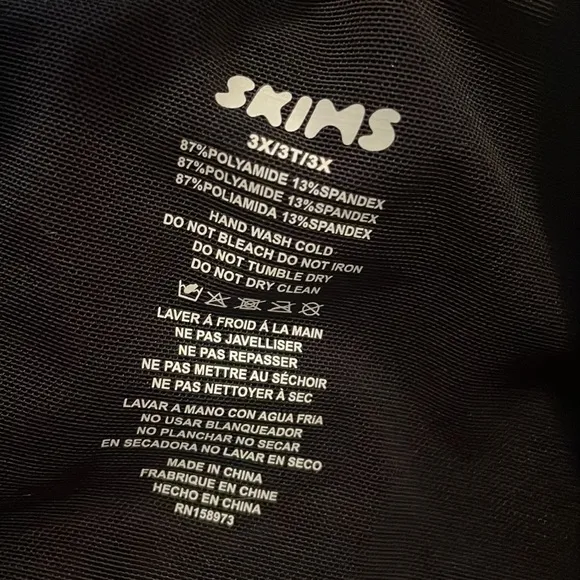 SKIMS
3X/3T/3X
87%POLYAMIDE 13%SPANDEX
87%POLYAMIDE 13%SPANDEX
87%POLIAMIDA 13%SPANDEX
HAND WASH COLD
DO NOT BLEACH DO NOT IRON
DO NOT TUMBLE DRY
DO NOT DRY CLEAN
LAVER À FROID À LA MAIN
NE PAS JAVELLISER
NE PAS REPASSER
NE PAS METTRE AU SÉCHOIR
NE PAS NETTOYER À SEC
LAVAR A MANO CON AGUA FRIA
NO USAR BLANQUEADOR
NO PLANCHAR NO SECAR
EN SECADORA NO LAVAR EN SECO
MADE IN CHINA
FRABRIQUE EN CHINE
HECHO EN CHINA
RN158973